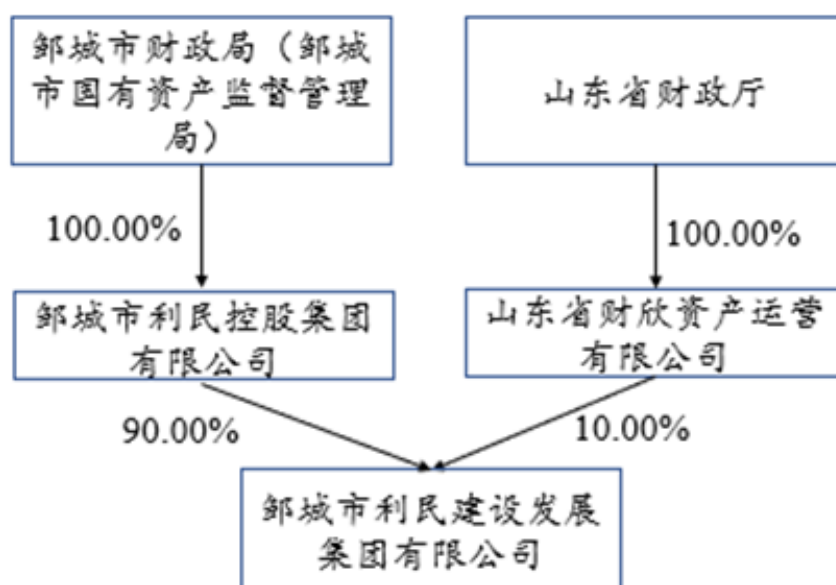 邹城市财政局（邹城
市国有资产监督管理
局）
山东省财政厅
100.00%
100.00%
邹城市利民控股集团
有限公司
山东省财欣资产运营
有限公司
90.00%
10.00%
邹城市利民建设发展
集团有限公司